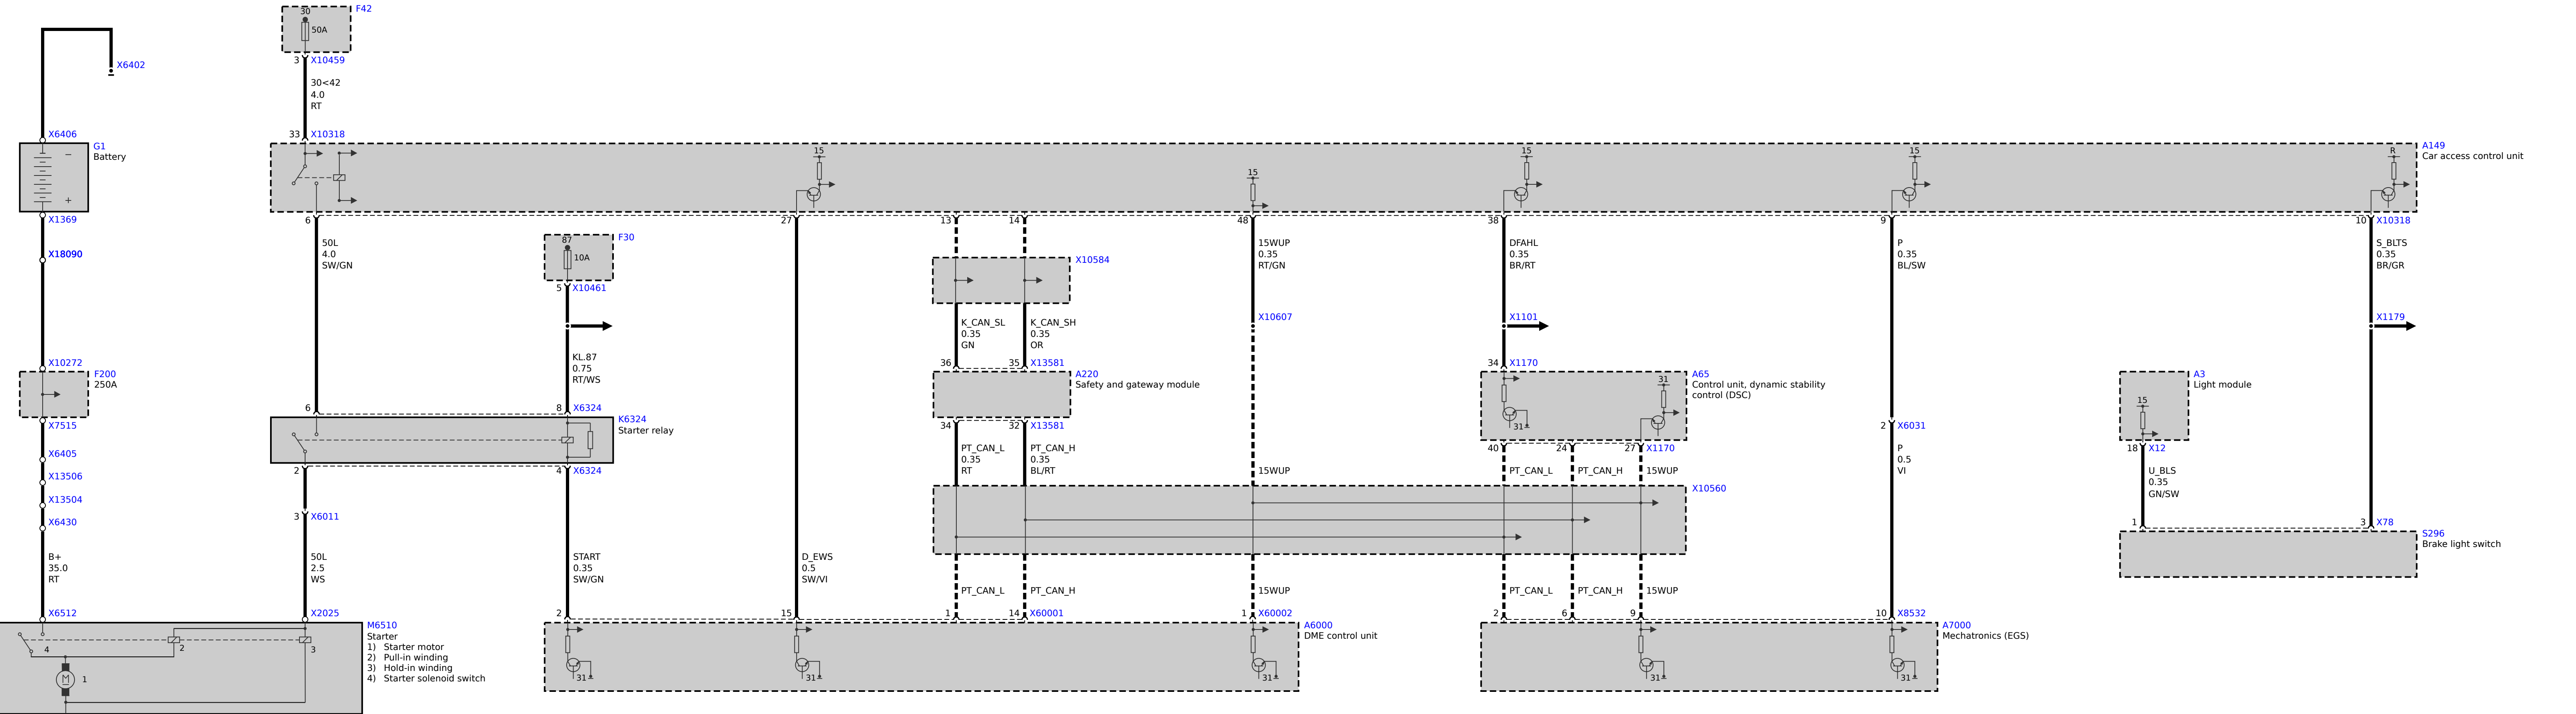 30
F42
50A
X6402
3 X10459
30<42
4.0
RT
X6406
33 X10318
G1
Battery
−
+
15
15
15
15
R
A149
Car access control unit
X1369
6
27
13
14
48
38
9
10 X10318
X18090
50L
4.0
SW/GN
87
F30
10A
5 X10461
X10584
15WUP
0.35
RT/GN
DFAHL
0.35
BR/RT
P
0.35
BL/SW
S_BLTS
0.35
BR/GR
K_CAN_SL
0.35
GN
K_CAN_SH
0.35
OR
X10607
X1101
X1179
KL.87
0.75
RT/WS
X10272
36
35 X13581
34 X1170
F200
250A
A220
Safety and gateway module
31
31
A65
Control unit, dynamic stability
control (DSC)
A3
Light module
15
6
8 X6324
K6324
Starter relay
X7515
34
32 X13581
2 X6031
X6405
PT_CAN_L
0.35
RT
PT_CAN_H
0.35
BL/RT
15WUP
40
24
27 X1170
PT_CAN_L
PT_CAN_H
15WUP
P
0.5
VI
18 X12
U_BLS
0.35
GN/SW
X13506
2
4 X6324
X13504
X10560
X6430
3 X6011
1
3 X78
S296
Brake light switch
B+
35.0
RT
50L
2.5
WS
START
0.35
SW/GN
D_EWS
0.5
SW/VI
PT_CAN_L
PT_CAN_H
15WUP
PT_CAN_L
PT_CAN_H
15WUP
X6512
X2025
2
15
1
14 X60001
1 X60002
2
6
9
10 X8532
M6510
Starter
1) Starter motor
2) Pull-in winding
3) Hold-in winding
4) Starter solenoid switch
4
2
3
M
1
31
31
31
A6000
DME control unit
31
31
A7000
Mechatronics (EGS)